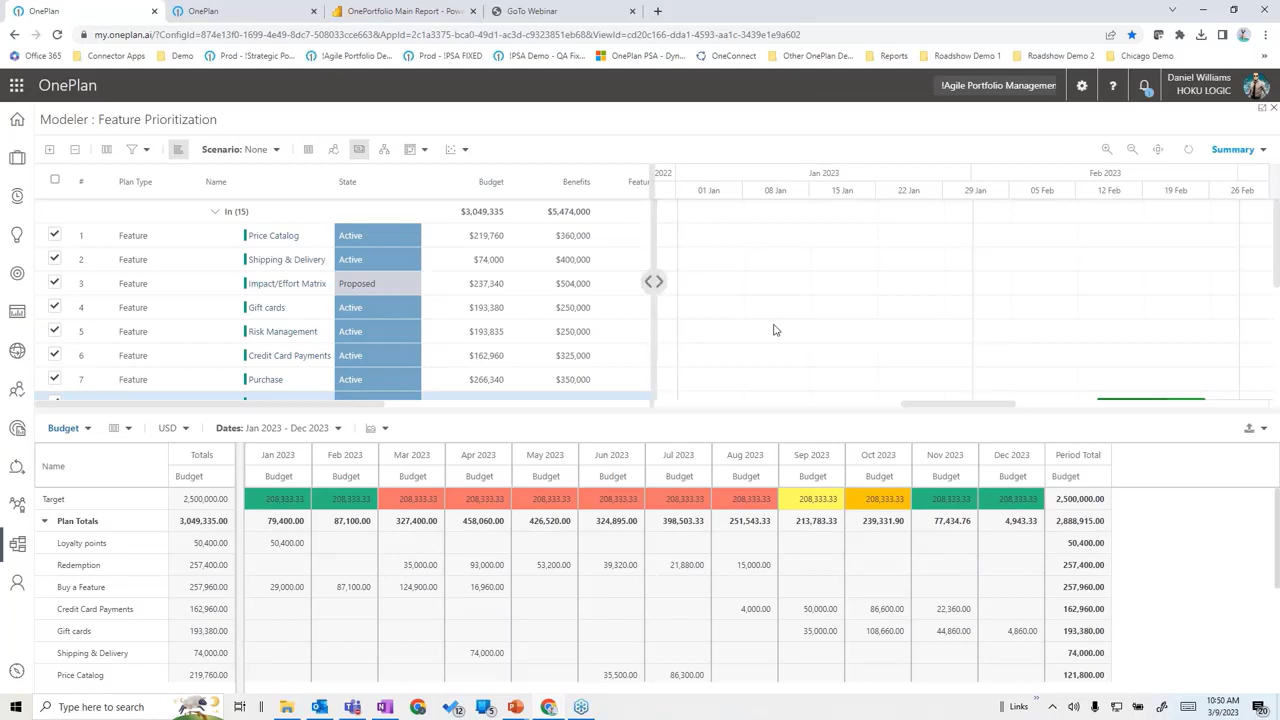 OnePlan
OnePlan
OnePortfolio Main Report - Power
GoTo Webinar
my.oneplan.ai/?ConfigId=874e13f0-1698-4e49-8dc7-508033cce663&AppId=2c1a3375-bca0-49d1-ac3d-c9323851eb68&ViewId=cd20c166-dda1-4593-aa1c-3439e1e9a602
Office 365
Connector Apps
Demo
Prod - !Strategic Po...
!Agile Portfolio De...
Prod - !PSA FIXED
!PSA Demo - QA Fix...
OnePlan PSA - Dyn...
OneConnect
Other OnePlan De...
Reports
Roadshow Demo 1
Roadshow Demo 2
Chicago Demo
OnePlan
!Agile Portfolio Managemen
Daniel Williams
HOKU LOGIC
Modeler : Feature Prioritization
Scenario: None
Summary
# Plan Type Name State Budget Benefits Featur
In (15) $3,049,335 $5,474,000
1 Feature Price Catalog Active $219,760 $360,000
2 Feature Shipping & Delivery Active $74,000 $400,000
3 Feature Impact/Effort Matrix Proposed $237,340 $504,000
4 Feature Gift cards Active $193,380 $250,000
5 Feature Risk Management Active $193,835 $250,000
6 Feature Credit Card Payments Active $162,960 $325,000
7 Feature Purchase Active $266,340 $350,000
2022 Jan 2023 Feb 2023
01 Jan 08 Jan 15 Jan 22 Jan 29 Jan 05 Feb 12 Feb 19 Feb 26 Feb
Budget USD Dates: Jan 2023 - Dec 2023
Name Totals Jan 2023 Feb 2023 Mar 2023 Apr 2023 May 2023 Jun 2023 Jul 2023 Aug 2023 Sep 2023 Oct 2023 Nov 2023 Dec 2023 Period Total
Budget Budget Budget Budget Budget Budget Budget Budget Budget Budget Budget Budget Budget Budget
Target 2,500,000.00 208,333.33 208,333.33 208,333.33 208,333.33 208,333.33 208,333.33 208,333.33 208,333.33 208,333.33 208,333.33 208,333.33 208,333.33 2,500,000.00
Plan Totals 3,049,335.00 79,400.00 87,100.00 327,400.00 458,060.00 426,520.00 324,895.00 398,503.33 251,543.33 213,783.33 239,331.90 77,434.76 4,943.33 2,888,915.00
Loyalty points 50,400.00 50,400.00 50,400.00
Redemption 257,400.00 35,000.00 93,000.00 53,200.00 39,320.00 21,880.00 15,000.00 257,400.00
Buy a Feature 257,960.00 29,000.00 87,100.00 124,900.00 16,960.00 257,960.00
Credit Card Payments 162,960.00 4,000.00 50,000.00 86,600.00 22,360.00 162,960.00
Gift cards 193,380.00 35,000.00 108,660.00 44,860.00 4,860.00 193,380.00
Shipping & Delivery 74,000.00 74,000.00 74,000.00
Price Catalog 219,760.00 35,500.00 86,300.00 121,800.00
Type here to search
12
5
Links
10:50 AM
3/9/2023
20